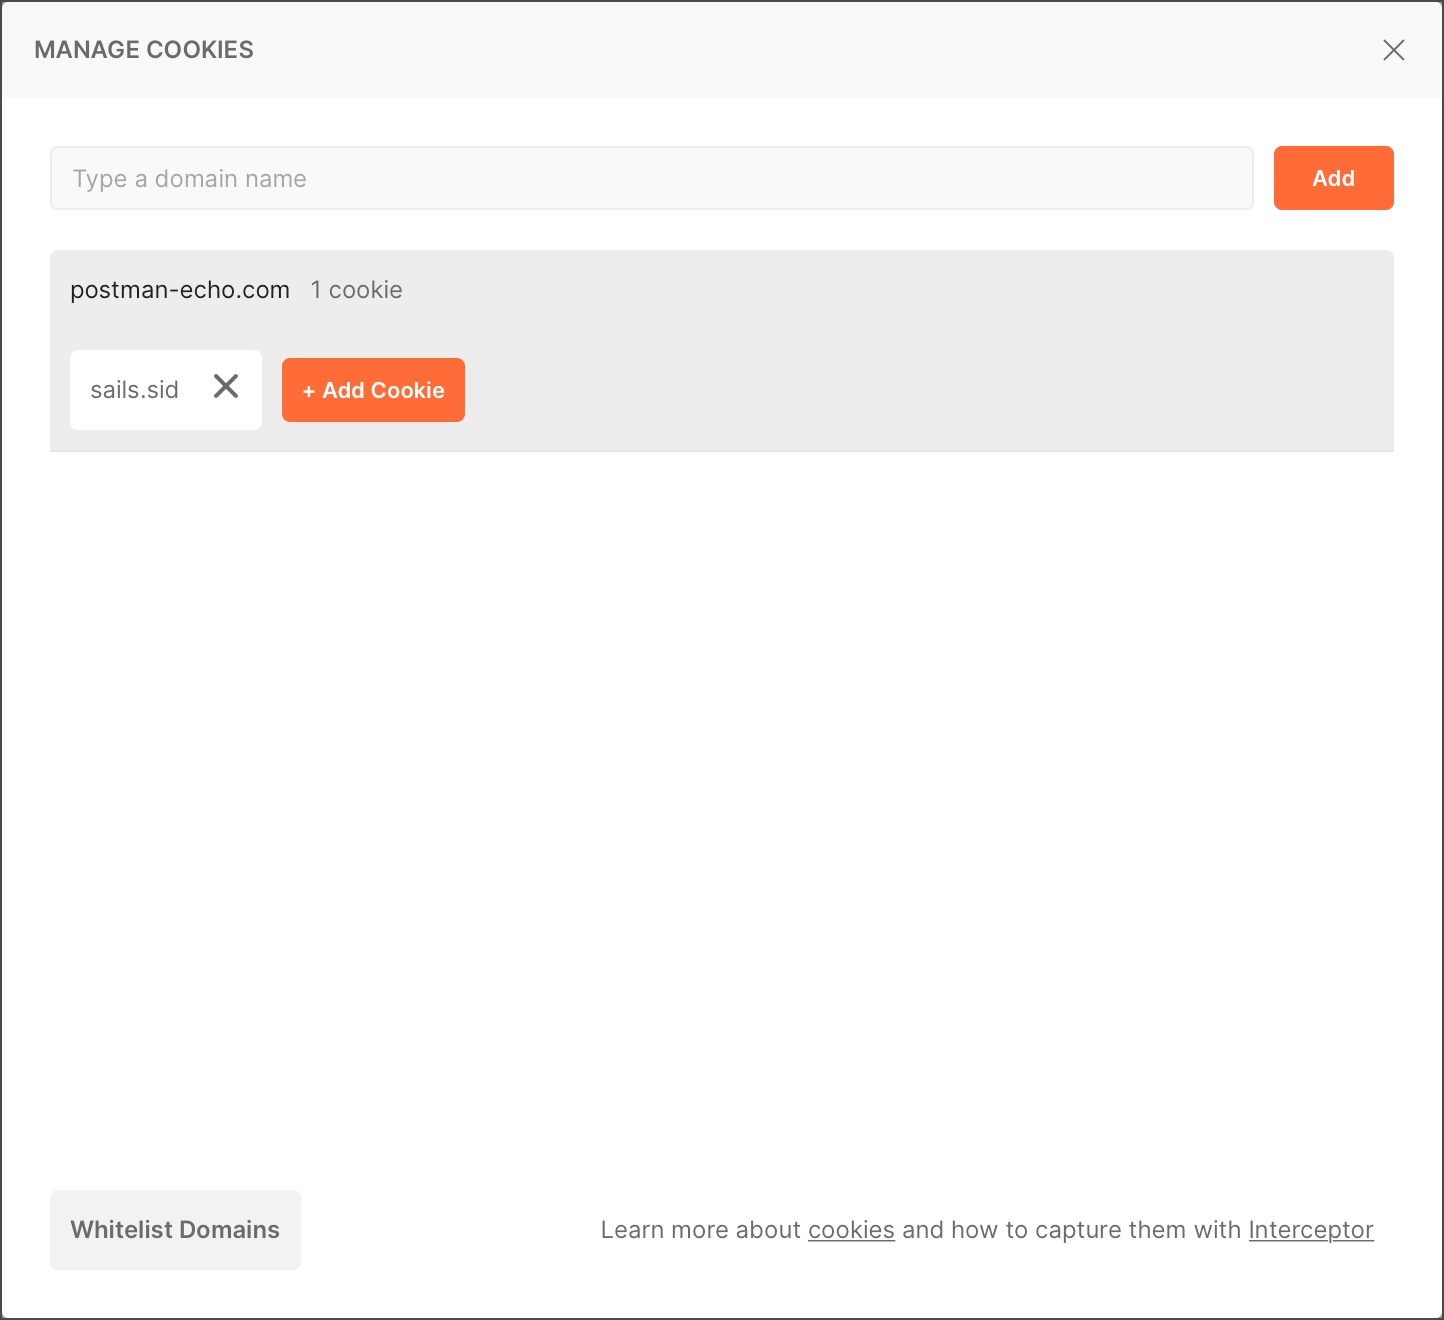 MANAGE COOKIES
Type a domain name
Add
postman-echo.com 1 cookie
sails.sid
+ Add Cookie
Whitelist Domains
Learn more about cookies and how to capture them with Interceptor